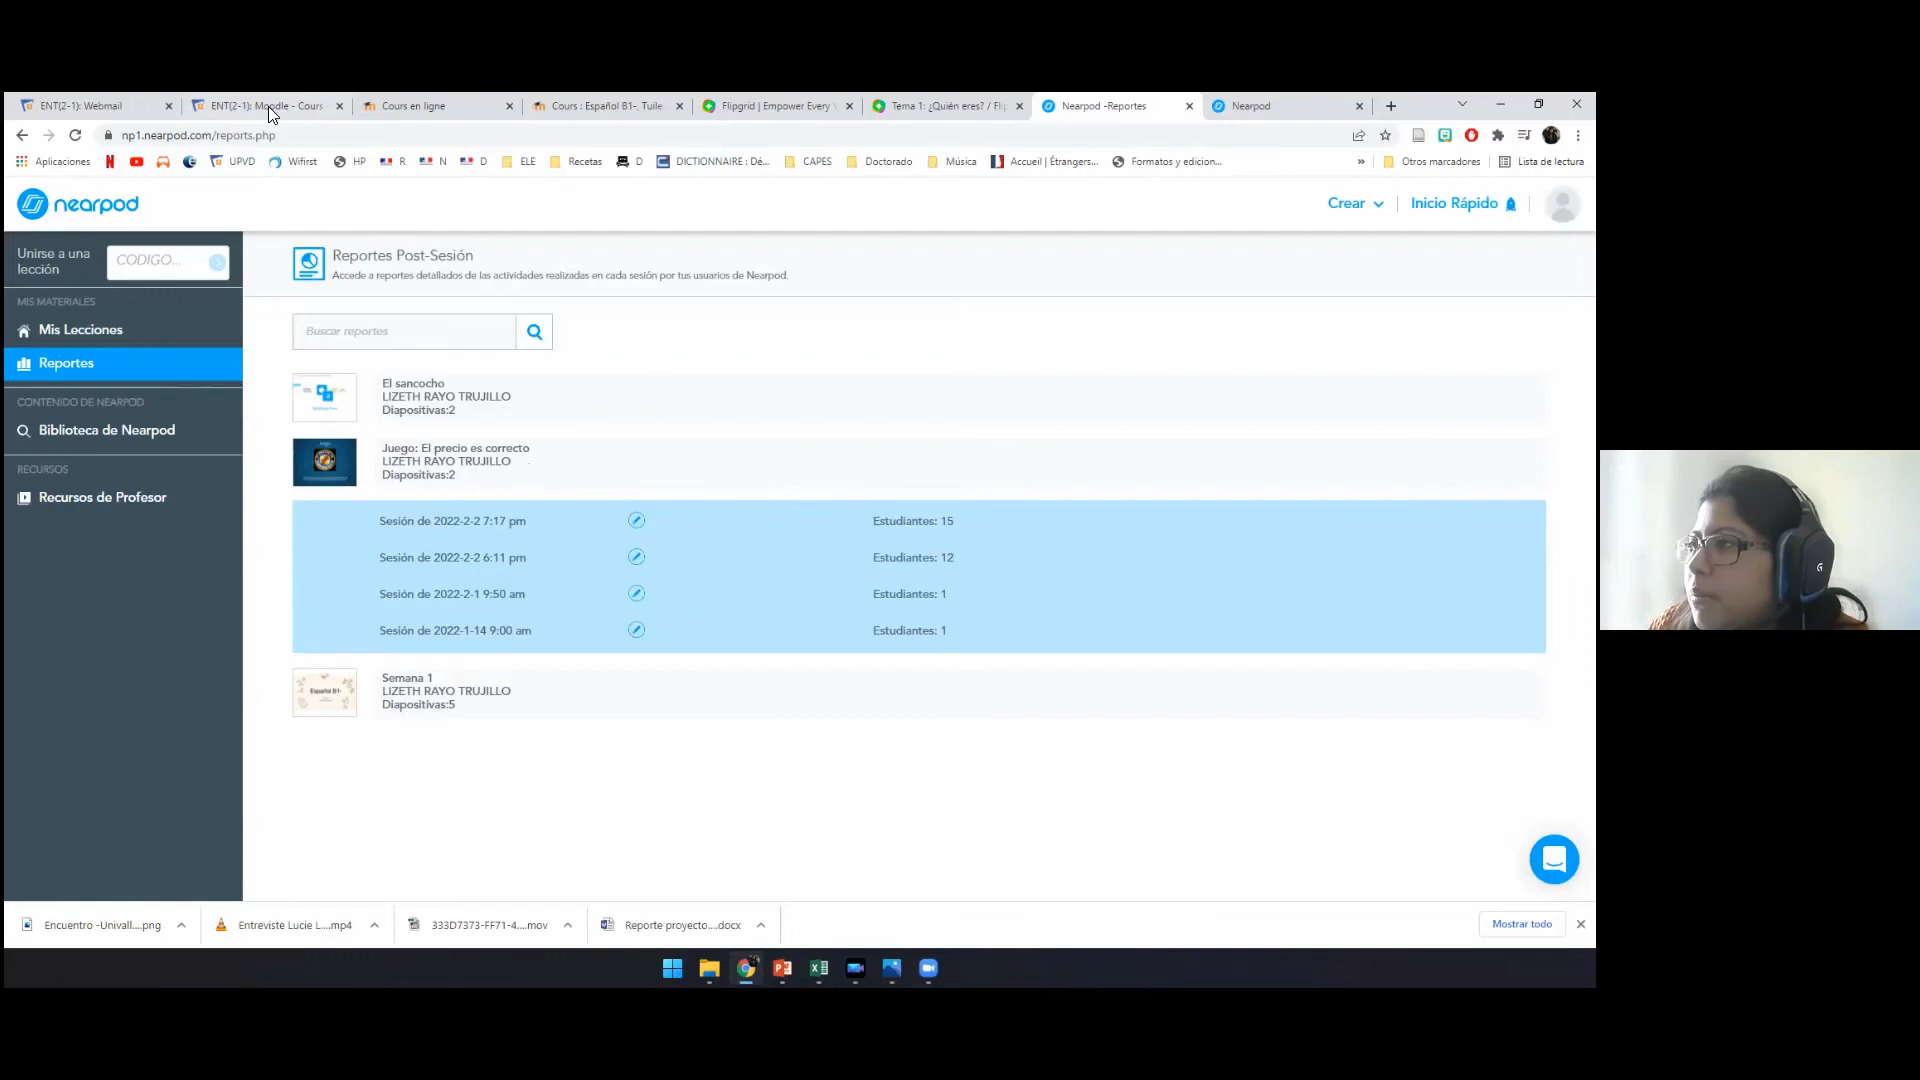 ENT(2-1): Webmail
ENT(2-1): Moodle - Cours
Cours en ligne
Cours : Español B1-, Tuile
Flipgrid | Empower Every
Tema 1: ¿Quién eres? / Fli
Nearpod -Reportes
Nearpod
np1.nearpod.com/reports.php
Aplicaciones
UPVD
Wifirst
HP
R
N
D
ELE
Recetas
D
DICTIONNAIRE : Dé...
CAPES
Doctorado
Música
Accueil | Étrangers...
Formatos y edicion...
»
Otros marcadores
Lista de lectura
nearpod
Crear
Inicio Rápido
Unirse a una
lección
CODIGO...
MIS MATERIALES
Mis Lecciones
Reportes
CONTENIDO DE NEARPOD
Biblioteca de Nearpod
RECURSOS
Recursos de Profesor
Reportes Post-Sesión
Accede a reportes detallados de las actividades realizadas en cada sesión por tus usuarios de Nearpod.
Buscar reportes
El sancocho
LIZETH RAYO TRUJILLO
Diapositivas:2
Juego: El precio es correcto
LIZETH RAYO TRUJILLO
Diapositivas:2
Sesión de 2022-2-2 7:17 pm
Estudiantes: 15
Sesión de 2022-2-2 6:11 pm
Estudiantes: 12
Sesión de 2022-2-1 9:50 am
Estudiantes: 1
Sesión de 2022-1-14 9:00 am
Estudiantes: 1
Español B1-
Semana 1
LIZETH RAYO TRUJILLO
Diapositivas:5
Encuentro -Univall....png
Entreviste Lucie L....mp4
333D7373-FF71-4....mov
Reporte proyecto....docx
Mostrar todo